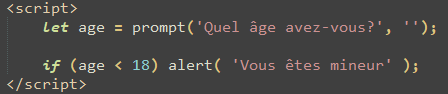 <script>
let age = prompt('Quel âge avez-vous?', '');
if (age < 18) alert( 'Vous êtes mineur' );
</script>